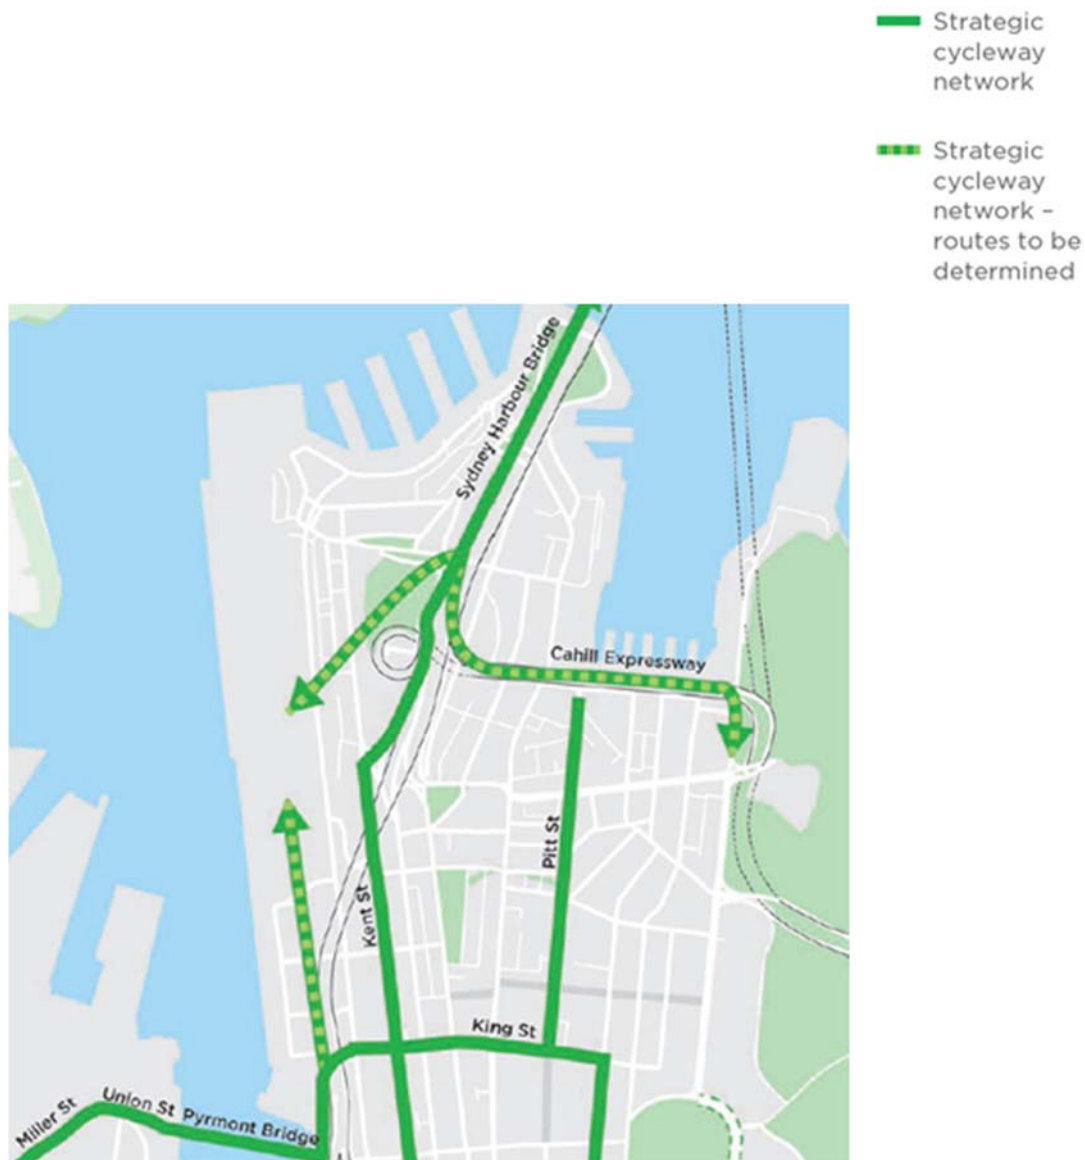 Strategic
cycleway
network
Strategic
cycleway
network –
routes to be
determined
Sydney Harbour Bridge
Cahill Expressway
Pitt St
Kent St
King St
Miller St
Union St
Pyrmont Bridge